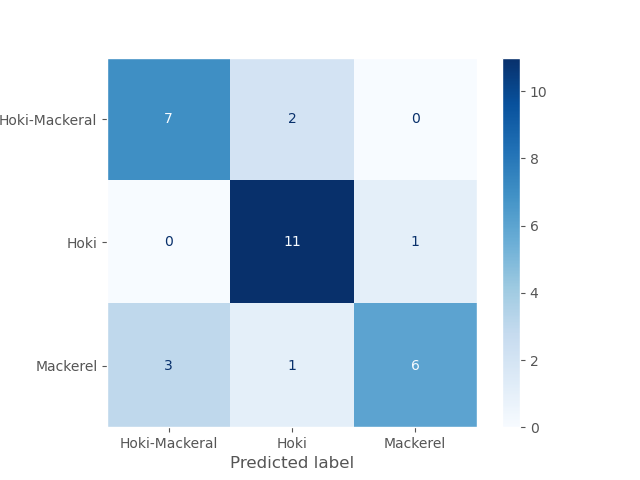 Hoki-Mackeral 7 2 0
Hoki 0 11 1
Mackerel 3 1 6
Hoki-Mackeral Hoki Mackerel
Predicted label
10
8
6
4
2
0